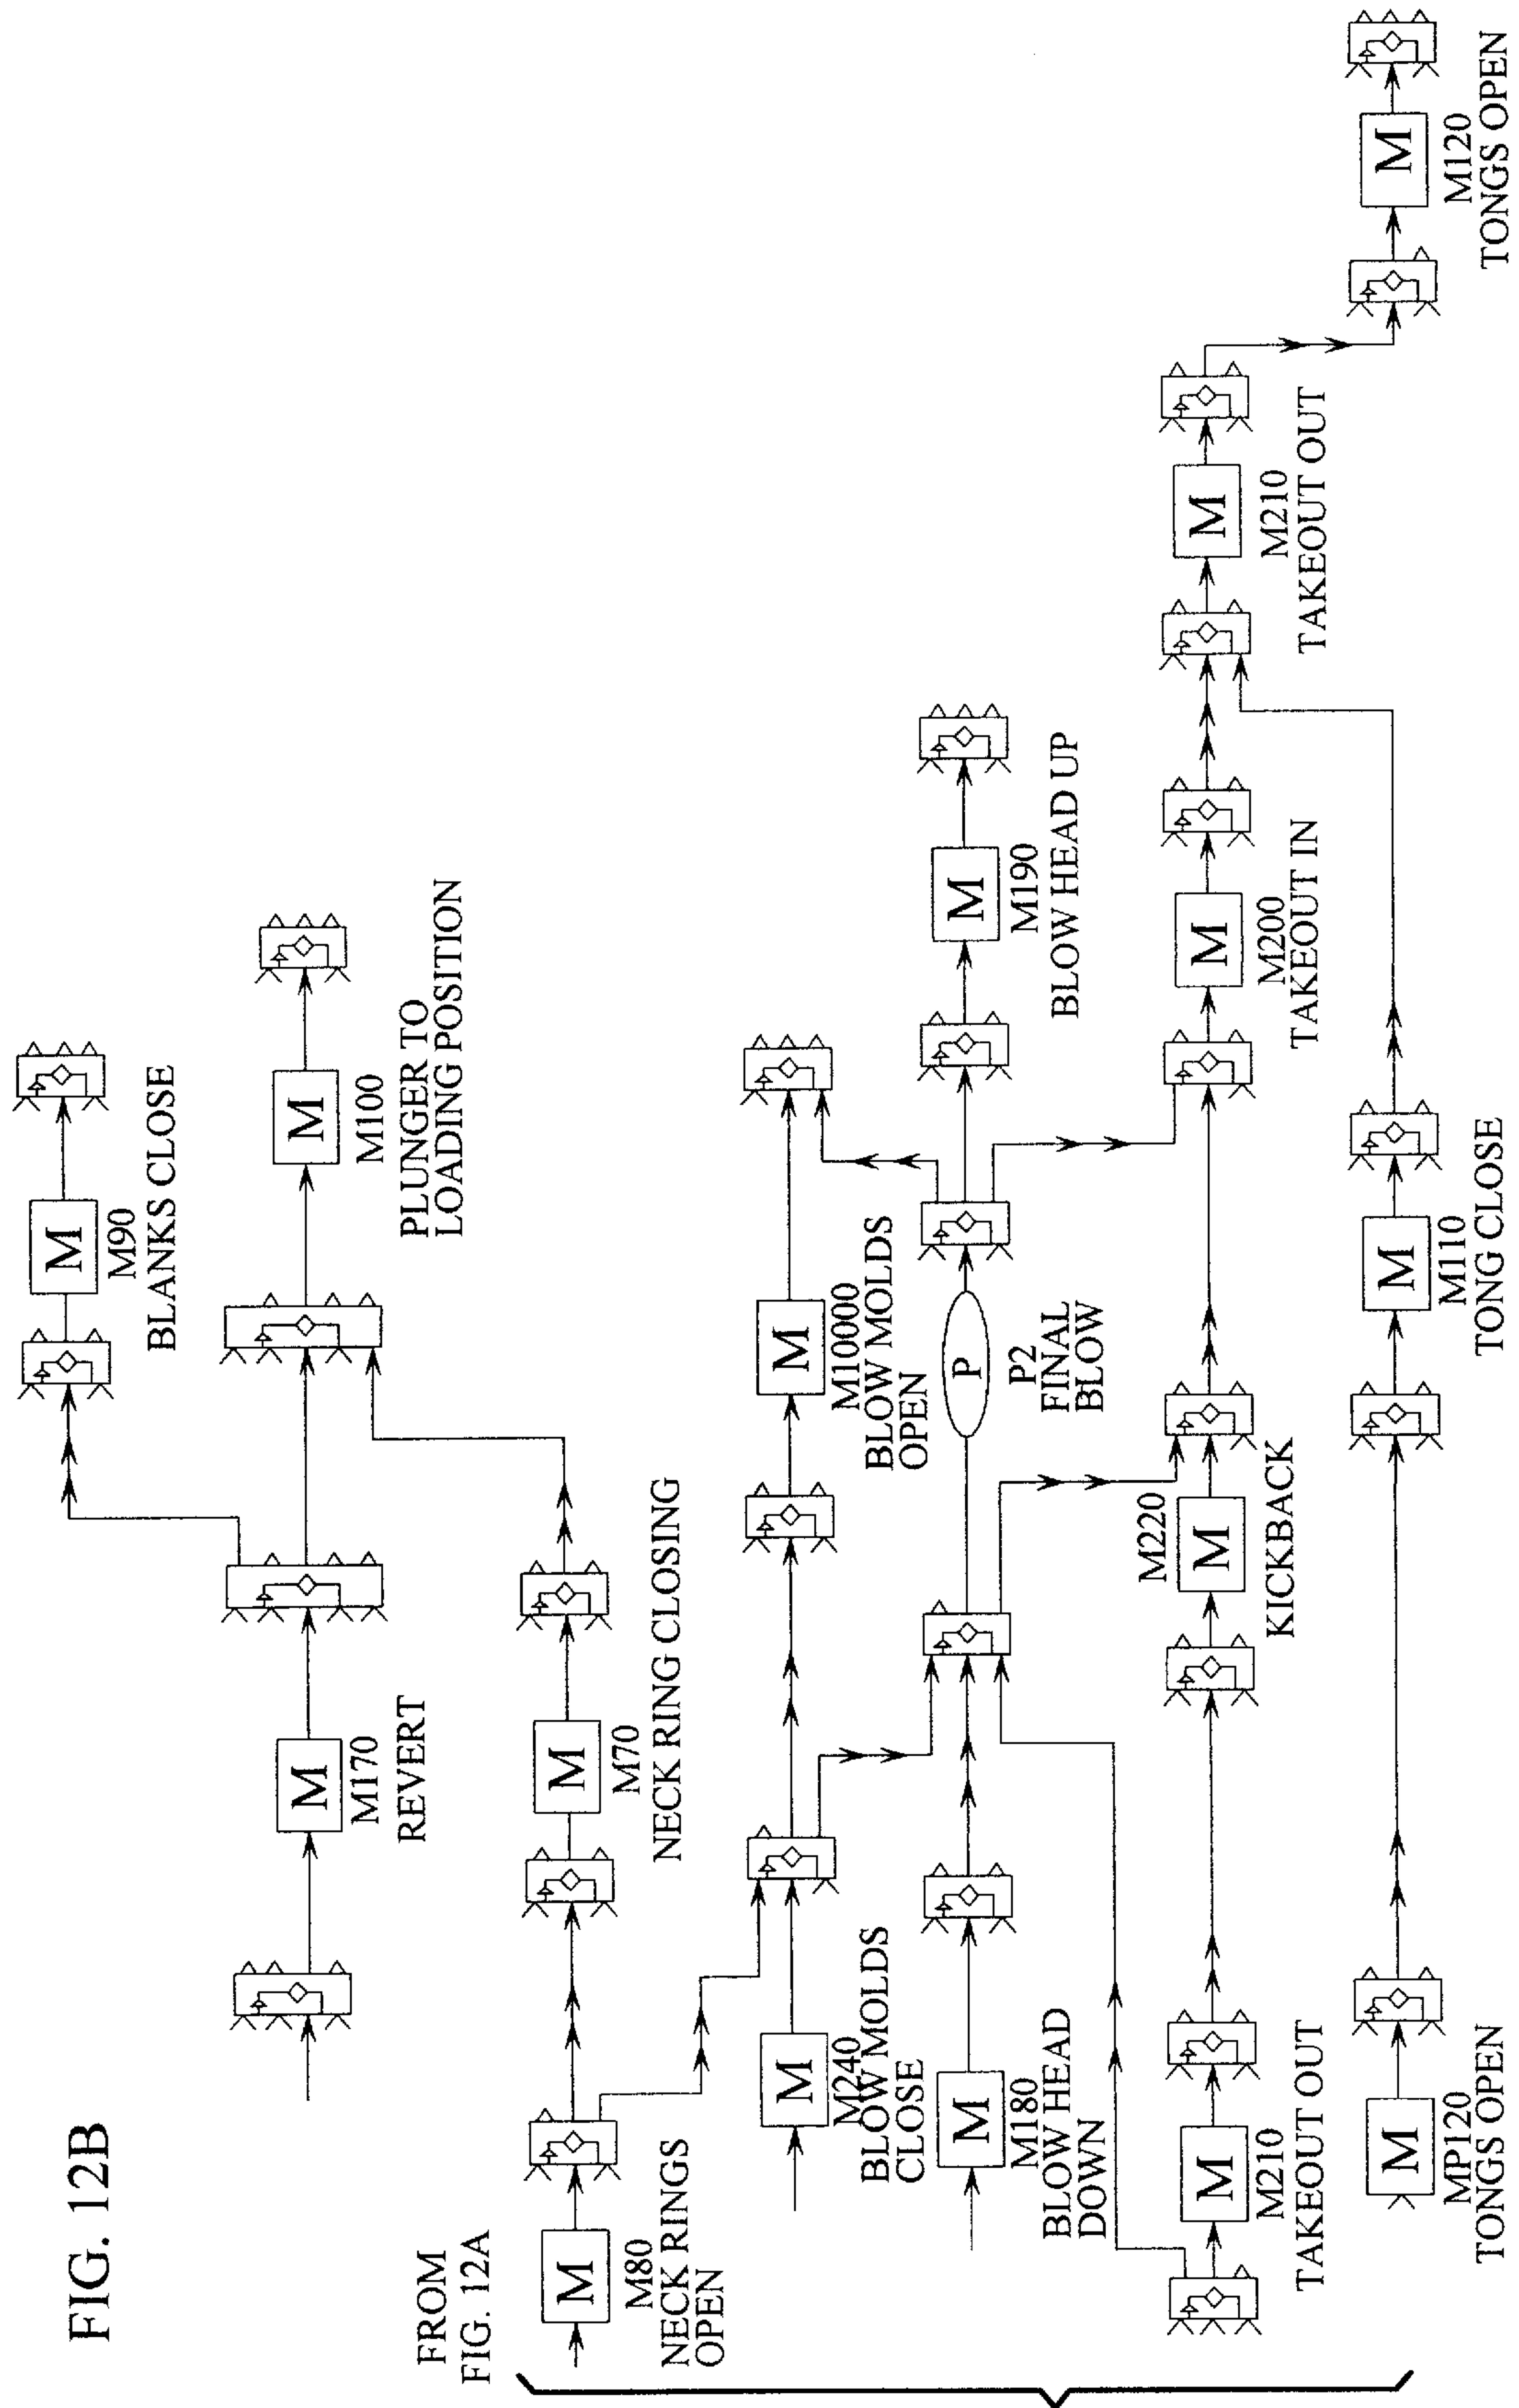 FIG. 12B
FROM
FIG. 12A
M
M90
BLANKS CLOSE
M
M170
REVERT
M
M100
PLUNGER TO
LOADING POSITION
M
M80
NECK RINGS
OPEN
M
M70
NECK RING CLOSING
M
M240
BLOW MOLDS
CLOSE
M
M10000
BLOW MOLDS
OPEN
M
M180
BLOW HEAD
DOWN
P
P2
FINAL
BLOW
M
M190
BLOW HEAD UP
M
M210
TAKEOUT OUT
M220
M
KICKBACK
M
M200
TAKEOUT IN
M
M210
TAKEOUT OUT
M
MP120
TONGS OPEN
M
M110
TONG CLOSE
M
M120
TONGS OPEN